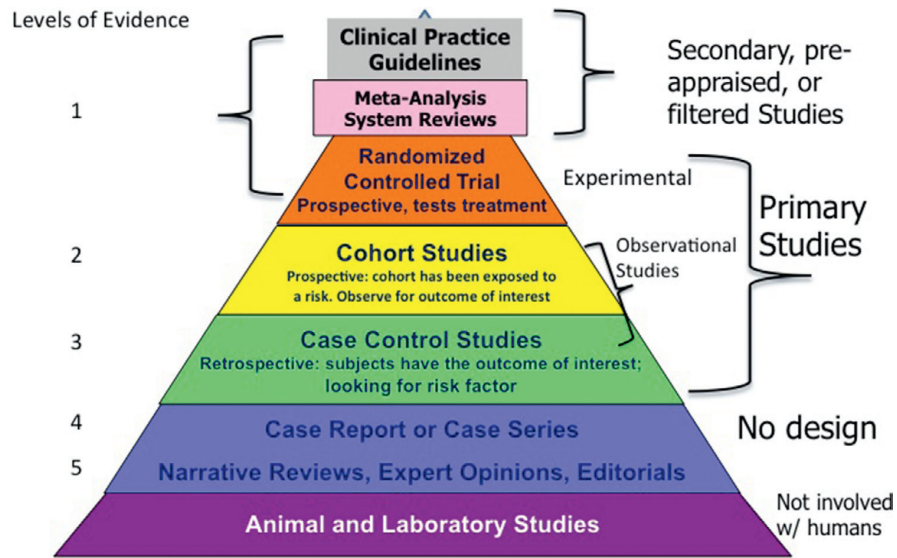 Levels of Evidence
Clinical Practice
Guidelines
Secondary, pre-
appraised, or
filtered Studies
1
Meta-Analysis
System Reviews
Randomized
Controlled Trial
Prospective, tests treatment
Experimental
Primary
Studies
2
Cohort Studies
Prospective: cohort has been exposed to
a risk. Observe for outcome of interest
Observational
Studies
3
Case Control Studies
Retrospective: subjects have the outcome of interest;
looking for risk factor
4
Case Report or Case Series
No design
5
Narrative Reviews, Expert Opinions, Editorials
Animal and Laboratory Studies
Not involved
w/ humans